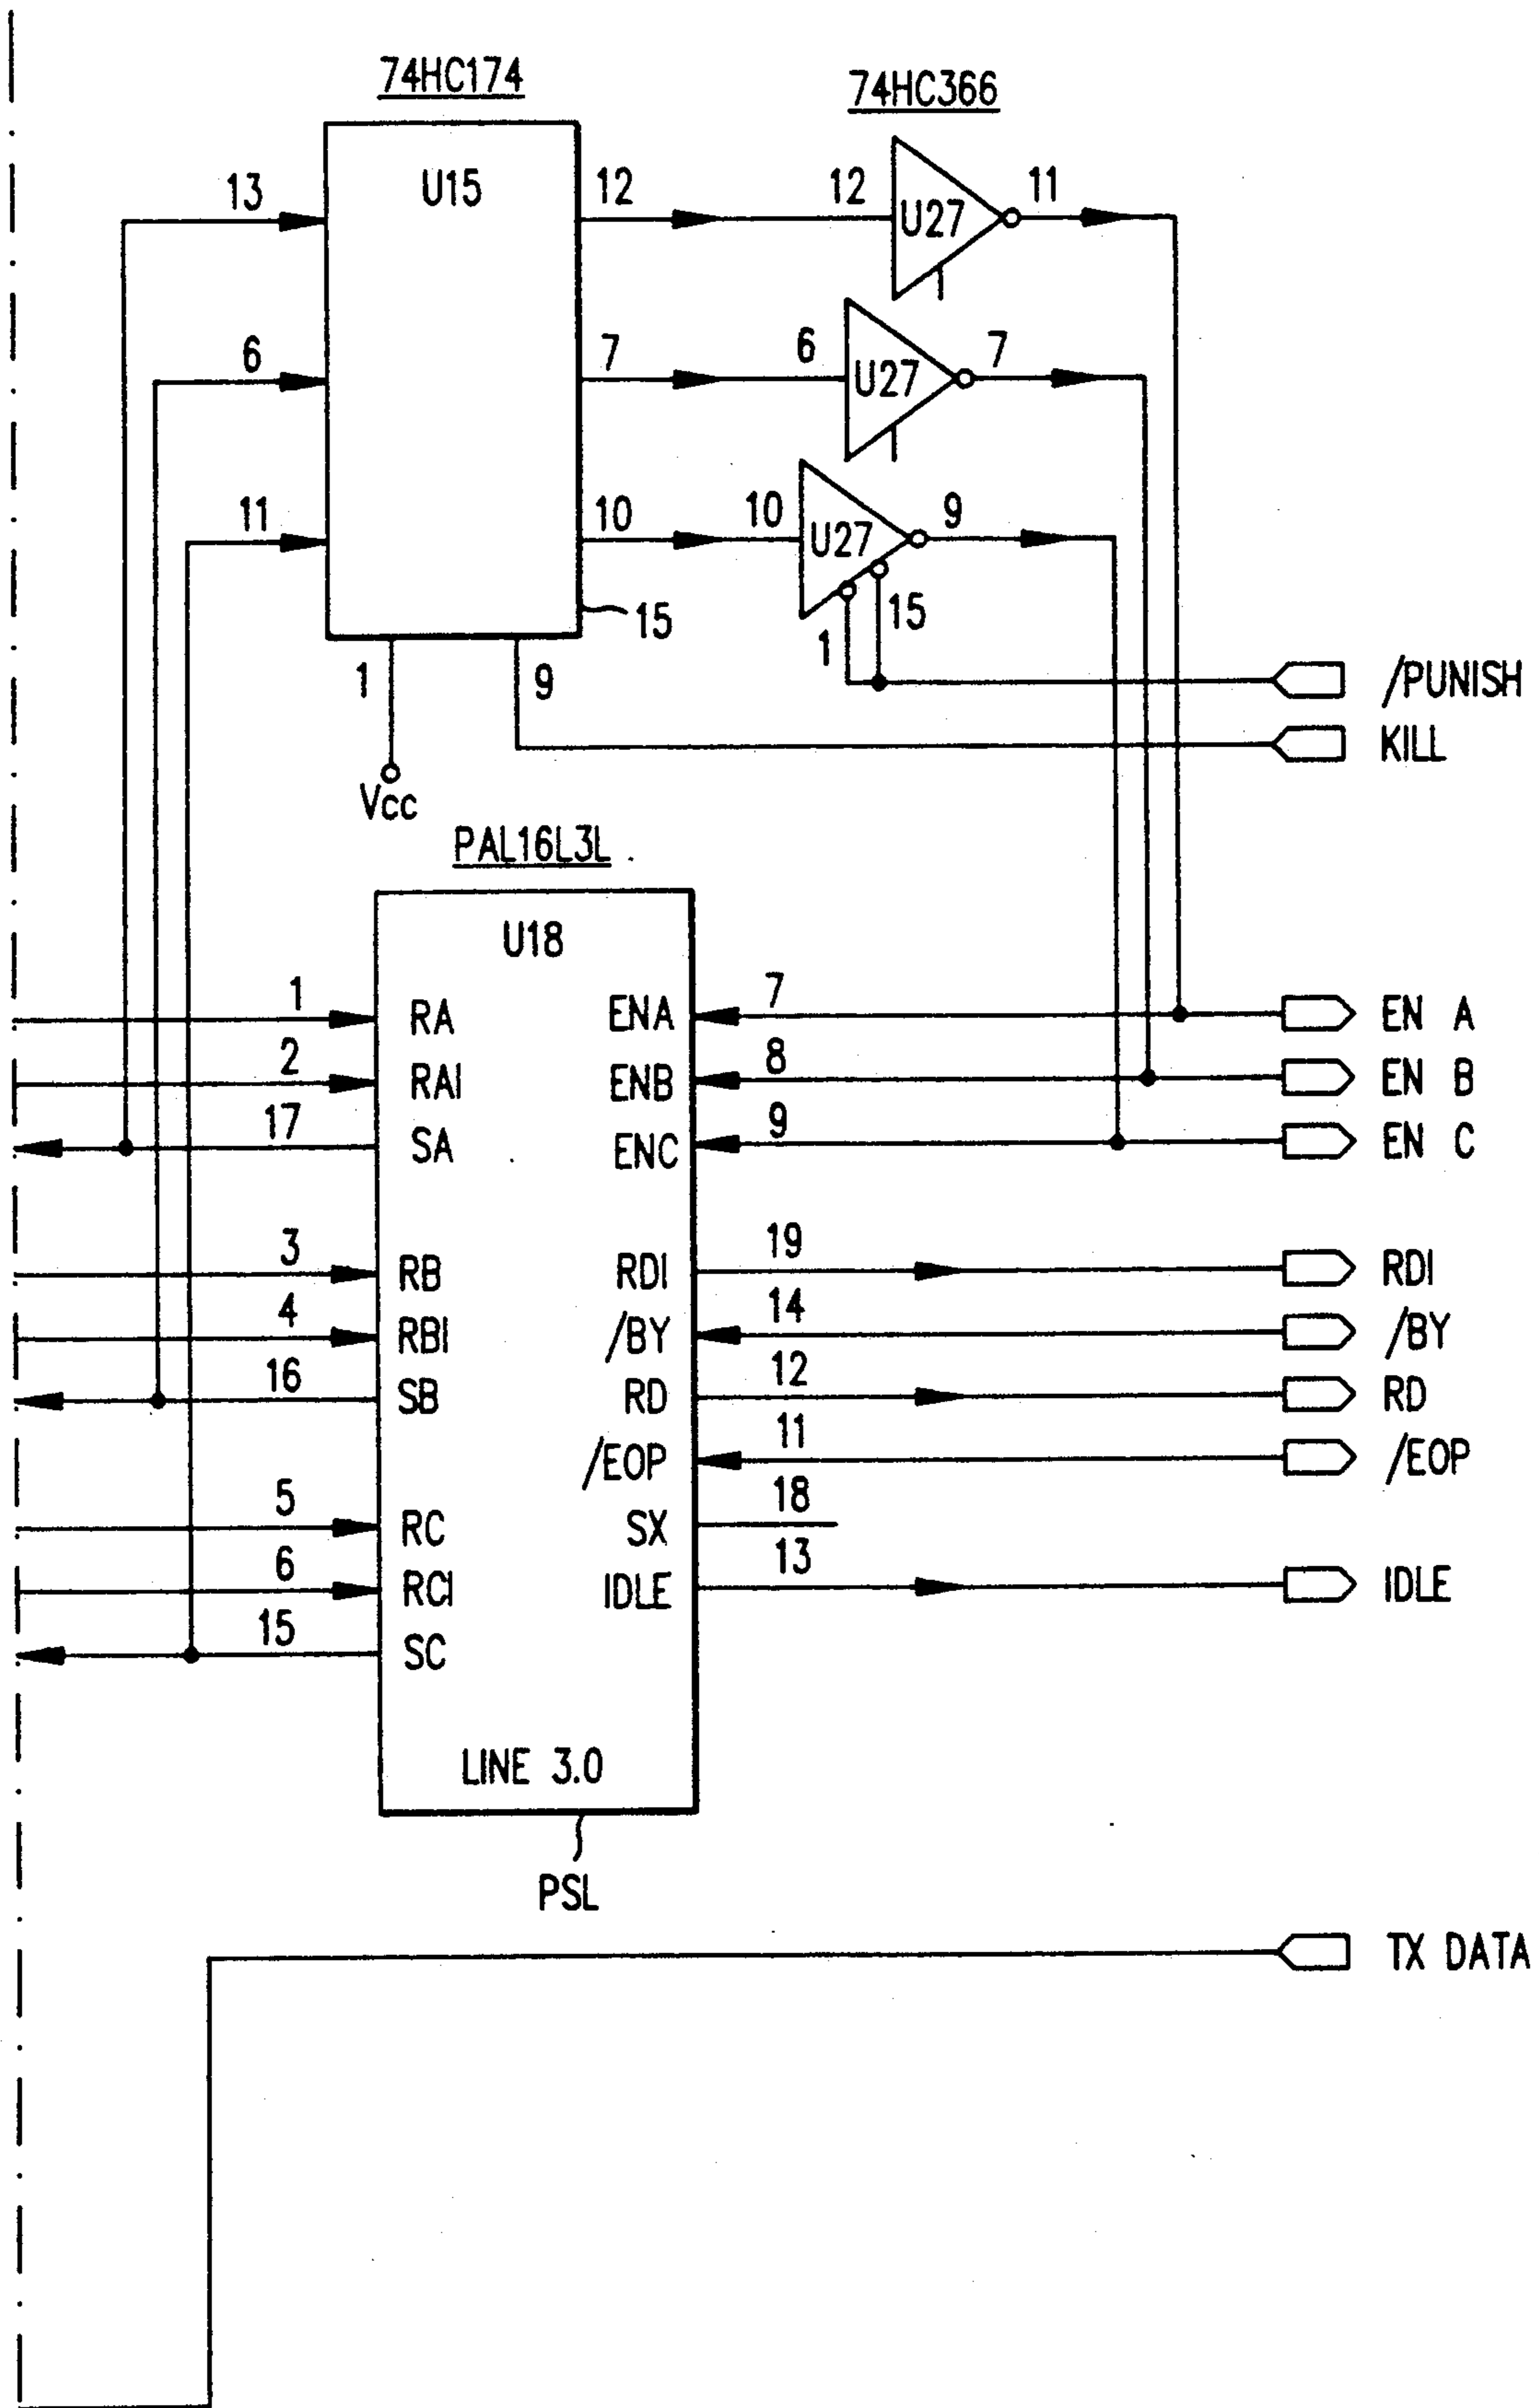 74HC174
74HC366
U15
13
12
12
U27
11
6
7
6
U27
7
11
10
10
U27
9
15
1
15
1
9
/PUNISH
KILL
Vcc
PAL16L3L
U18
1
RA
ENA
7
EN A
2
RAI
ENB
8
EN B
17
SA
ENC
9
EN C
3
RB
RDI
19
RDI
4
RBI
/BY
14
/BY
16
SB
RD
12
RD
/EOP
11
/EOP
5
RC
SX
18
6
RCI
IDLE
13
IDLE
15
SC
LINE 3.0
PSL
TX DATA